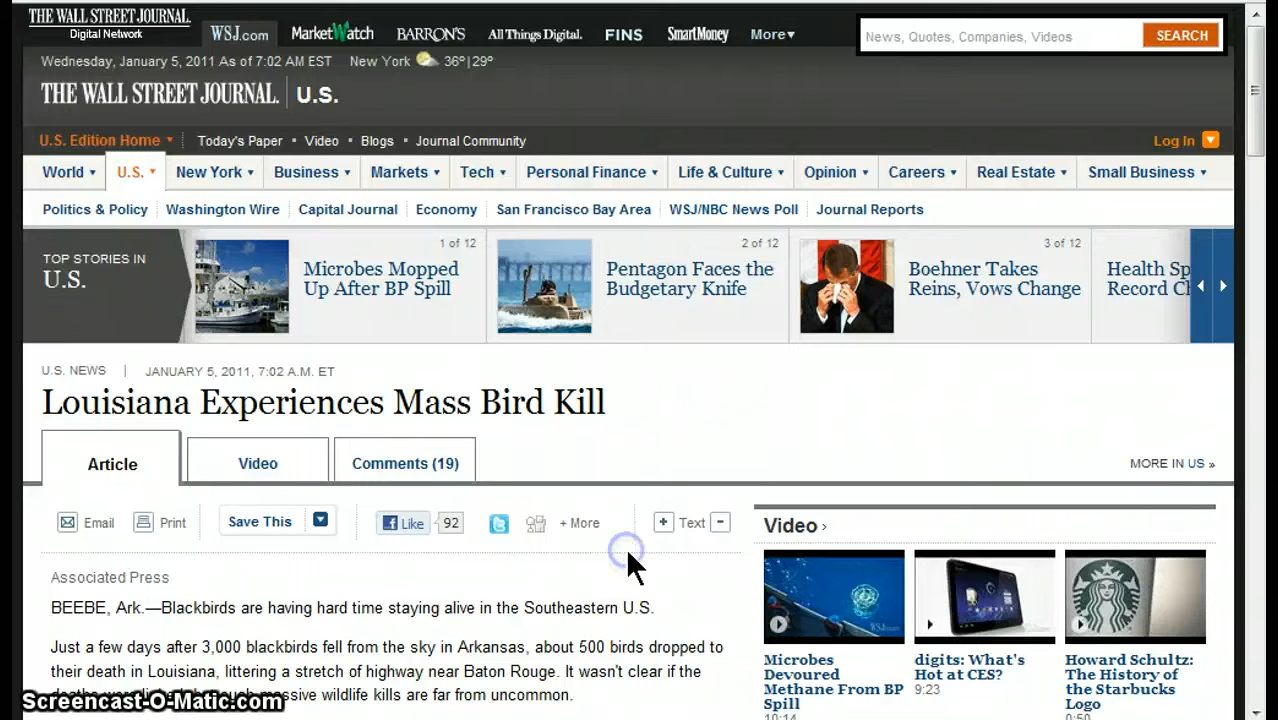 THE WALL STREET JOURNAL.
Digital Network
WSJ.com MarketWatch BARRON'S All Things Digital. FINS SmartMoney More▾
News, Quotes, Companies, Videos SEARCH
Wednesday, January 5, 2011 As of 7:02 AM EST New York 36º|29º
THE WALL STREET JOURNAL. U.S.
U.S. Edition Home Today's Paper • Video • Blogs • Journal Community Log In
World U.S. New York Business Markets Tech Personal Finance Life & Culture Opinion Careers Real Estate Small Business
Politics & Policy Washington Wire Capital Journal Economy San Francisco Bay Area WSJ/NBC News Poll Journal Reports
TOP STORIES IN
U.S.
1 of 12
Microbes Mopped
Up After BP Spill
2 of 12
Pentagon Faces the
Budgetary Knife
3 of 12
Boehner Takes
Reins, Vows Change
Health Sp
Record
U.S. NEWS | JANUARY 5, 2011, 7:02 A.M. ET
Louisiana Experiences Mass Bird Kill
Article Video Comments (19)
MORE IN US »
Email Print Save This Like 92 + More + Text −
Associated Press
BEEBE, Ark.—Blackbirds are having hard time staying alive in the Southeastern U.S.
Just a few days after 3,000 blackbirds fell from the sky in Arkansas, about 500 birds dropped to
their death in Louisiana, littering a stretch of highway near Baton Rouge. It wasn't clear if the
massive wildlife kills are far from uncommon.
Video ›
WSJ.com
Microbes
Devoured
Methane From BP
Spill
10:14
digits: What's
Hot at CES?
9:23
Howard Schultz:
The History of
the Starbucks
Logo
0:50
Screencast-O-Matic.com